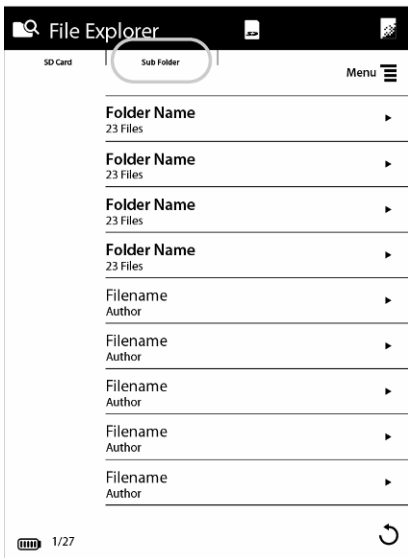 File Explorer
SD Card
Sub Folder
Menu
Folder Name
23 Files
Folder Name
23 Files
Folder Name
23 Files
Folder Name
23 Files
Filename
Author
Filename
Author
Filename
Author
Filename
Author
Filename
Author
1/27